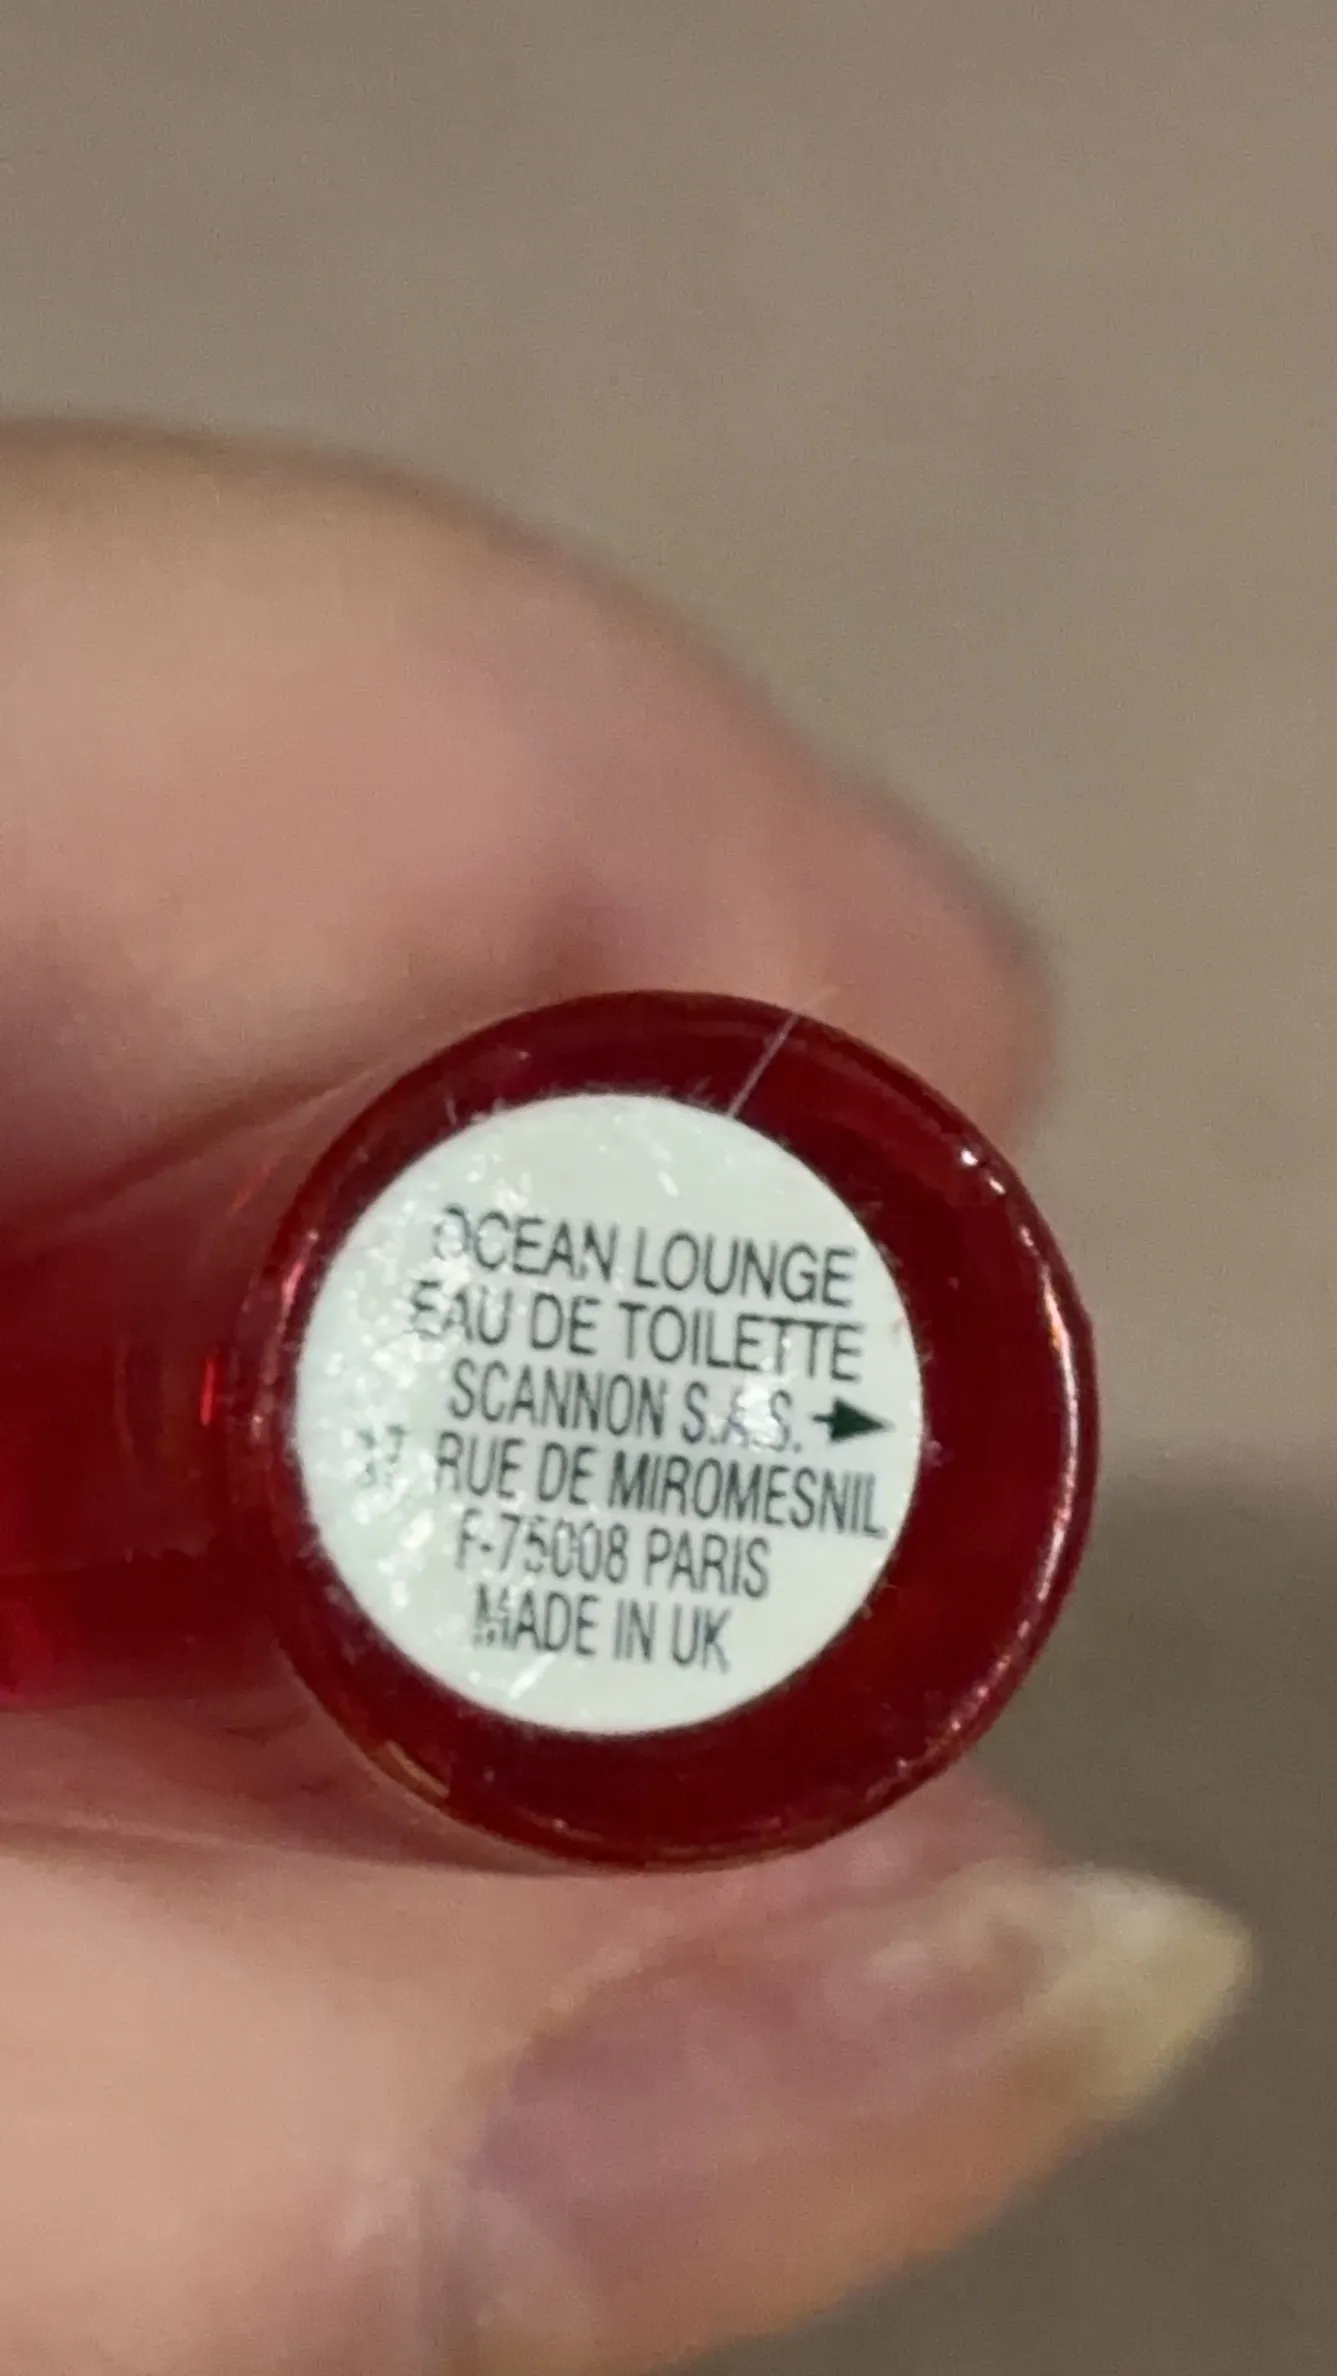 OCEAN LOUNGE
EAU DE TOILETTE
SCANNON S.A.S.
RUE DE MIROMESNIL
F-75008 PARIS
MADE IN UK